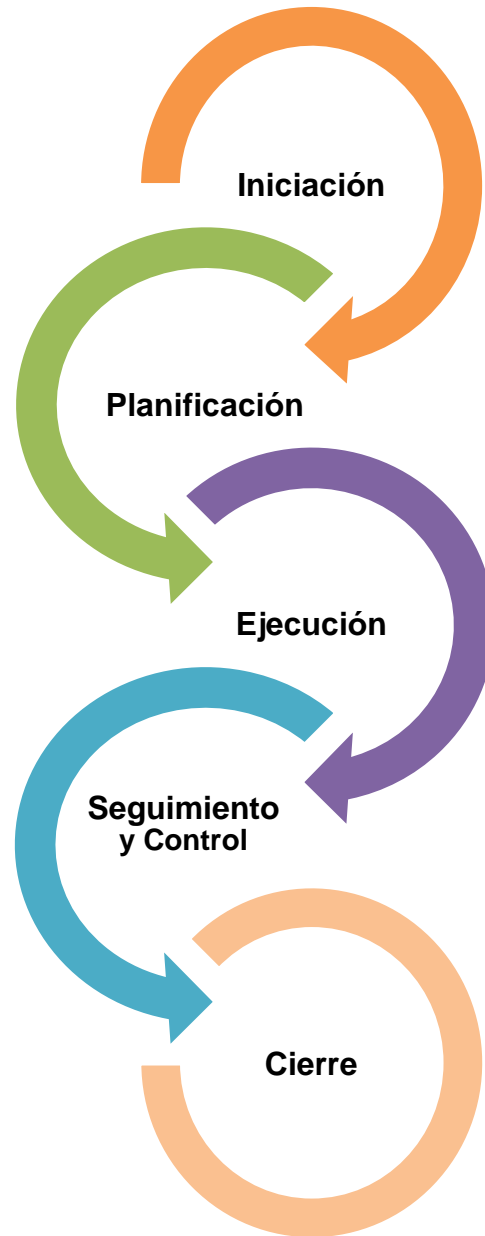 Iniciación
Planificación
Ejecución
Seguimiento
y Control
Cierre